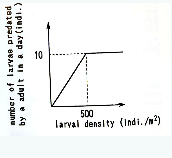 number of larvae predated
by a adult in a day(indi.)
10
500
larval density (indi./m²)